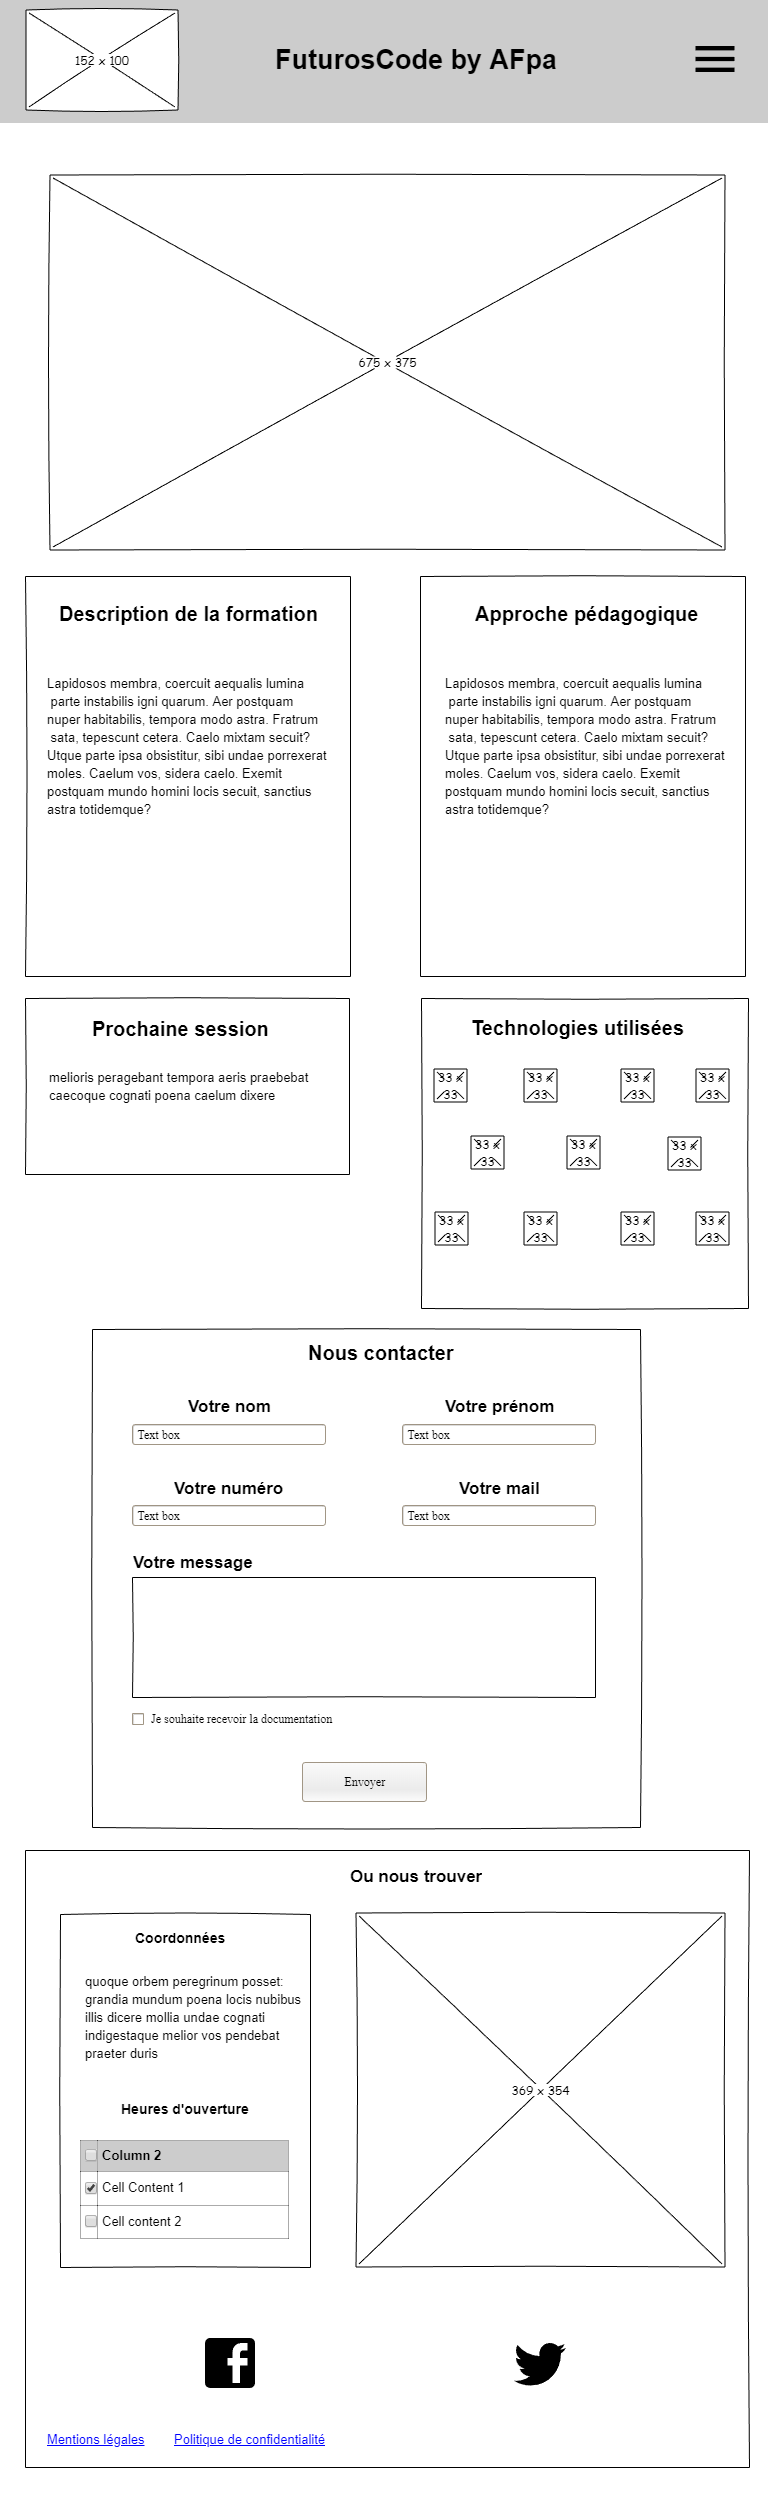 152 x 100
FuturosCode by AFpa
675 x 375
Description de la formation
Lapidosos membra, coercuit aequalis lumina
parte instabilis igni quarum. Aer postquam
nuper habitabilis, tempora modo astra. Fratrum
sata, tepescunt cetera. Caelo mixtam secuit?
Utque parte ipsa obsistitur, sibi undae porrexerat
moles. Caelum vos, sidera caelo. Exemit
postquam mundo homini locis secuit, sanctius
astra totidemque?
Approche pédagogique
Lapidosos membra, coercuit aequalis lumina
parte instabilis igni quarum. Aer postquam
nuper habitabilis, tempora modo astra. Fratrum
sata, tepescunt cetera. Caelo mixtam secuit?
Utque parte ipsa obsistitur, sibi undae porrexerat
moles. Caelum vos, sidera caelo. Exemit
postquam mundo homini locis secuit, sanctius
astra totidemque?
Prochaine session
melioris peragebant tempora aeris praebebat
caecoque cognati poena caelum dixere
Technologies utilisées
33 x
33
33 x
33
33 x
33
33 x
33
33 x
33
33 x
33
33 x
33
33 x
33
33 x
33
33 x
33
33 x
33
Nous contacter
Votre nom
Text box
Votre prénom
Text box
Votre numéro
Text box
Votre mail
Text box
Votre message
Je souhaite recevoir la documentation
Envoyer
Ou nous trouver
Coordonnées
quoque orbem peregrinum posset:
grandia mundum poena locis nubibus
illis dicere mollia undae cognati
indigestaque melior vos pendebat
praeter duris
Heures d'ouverture
Column 2
Cell Content 1
Cell content 2
369 x 354
Mentions légales
Politique de confidentialité